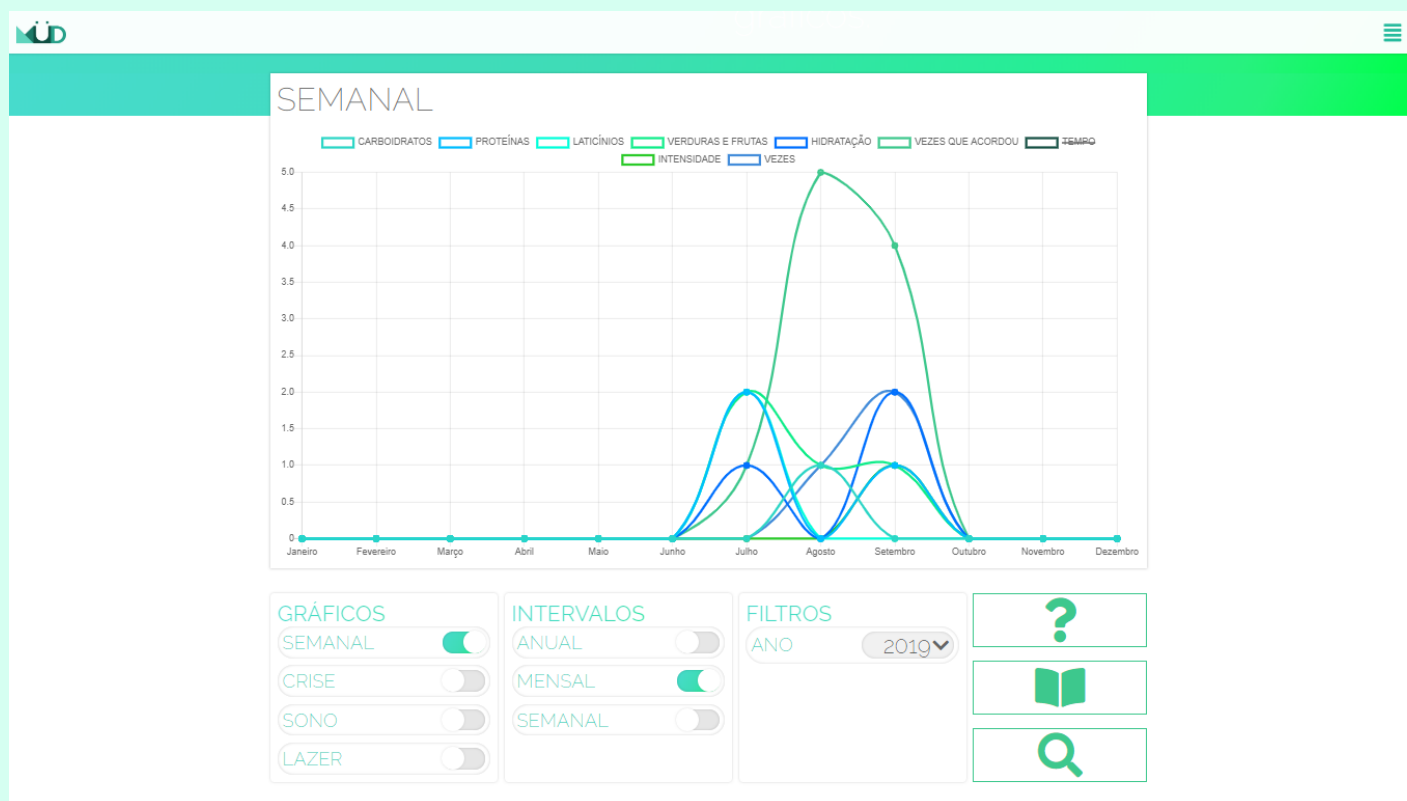 MÜD
SEMANAL
CARBOIDRATOS PROTEÍNAS LATICÍNIOS VERDURAS E FRUTAS HIDRATAÇÃO VEZES QUE ACORDOU TEMPO
INTENSIDADE VEZES
5.0
4.5
4.0
3.5
3.0
2.5
2.0
1.5
1.0
0.5
0
Janeiro Fevereiro Março Abril Maio Junho Julho Agosto Setembro Outubro Novembro Dezembro
GRÁFICOS
SEMANAL
CRISE
SONO
LAZER
INTERVALOS
ANUAL
MENSAL
SEMANAL
FILTROS
ANO 2019
?